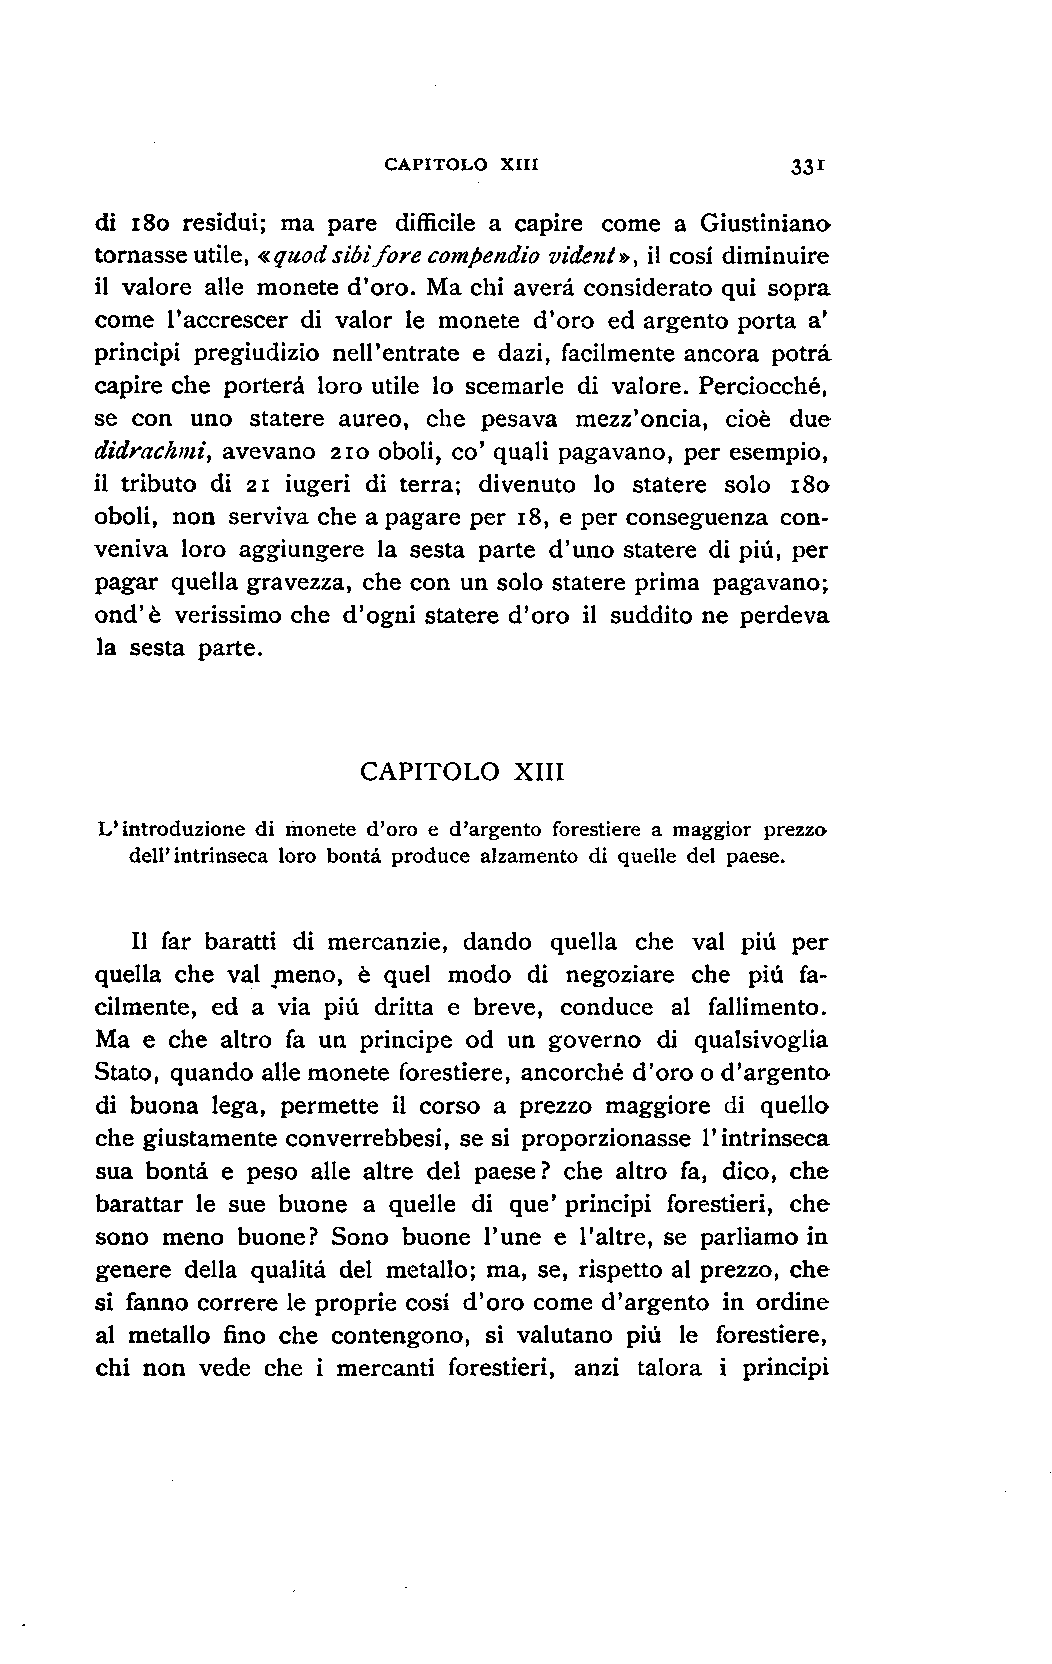 CAPITOLO XIII 331
di 180 residui; ma pare difficile a capire come a Giustiniano
tornasse utile, «quod sibi fore compendio vident», il cosí diminuire
il valore alle monete d'oro. Ma chi averá considerato qui sopra
come l'accrescer di valor le monete d'oro ed argento porta a'
principi pregiudizio nell'entrate e dazi, facilmente ancora potrá
capire che porterá loro utile lo scemarle di valore. Perciocché,
se con uno statere aureo, che pesava mezz'oncia, cioè due
didrachmi, avevano 210 oboli, co' quali pagavano, per esempio,
il tributo di 21 iugeri di terra; divenuto lo statere solo 180
oboli, non serviva che a pagare per 18, e per conseguenza con-
veniva loro aggiungere la sesta parte d'uno statere di piú, per
pagar quella gravezza, che con un solo statere prima pagavano;
ond'è verissimo che d'ogni statere d'oro il suddito ne perdeva
la sesta parte.
CAPITOLO XIII
L'introduzione di monete d'oro e d'argento forestiere a maggior prezzo
dell'intrinseca loro bontá produce alzamento di quelle del paese.
Il far baratti di mercanzie, dando quella che val piú per
quella che val meno, è quel modo di negoziare che piú fa-
cilmente, ed a via piú dritta e breve, conduce al fallimento.
Ma e che altro fa un principe od un governo di qualsivoglia
Stato, quando alle monete forestiere, ancorché d'oro o d'argento
di buona lega, permette il corso a prezzo maggiore di quello
che giustamente converrebbesi, se si proporzionasse l'intrinseca
sua bontá e peso alle altre del paese? che altro fa, dico, che
barattar le sue buone a quelle di que' principi forestieri, che
sono meno buone? Sono buone l'une e l'altre, se parliamo in
genere della qualitá del metallo; ma, se, rispetto al prezzo, che
si fanno correre le proprie cosí d'oro come d'argento in ordine
al metallo fino che contengono, si valutano piú le forestiere,
chi non vede che i mercanti forestieri, anzi talora i principi